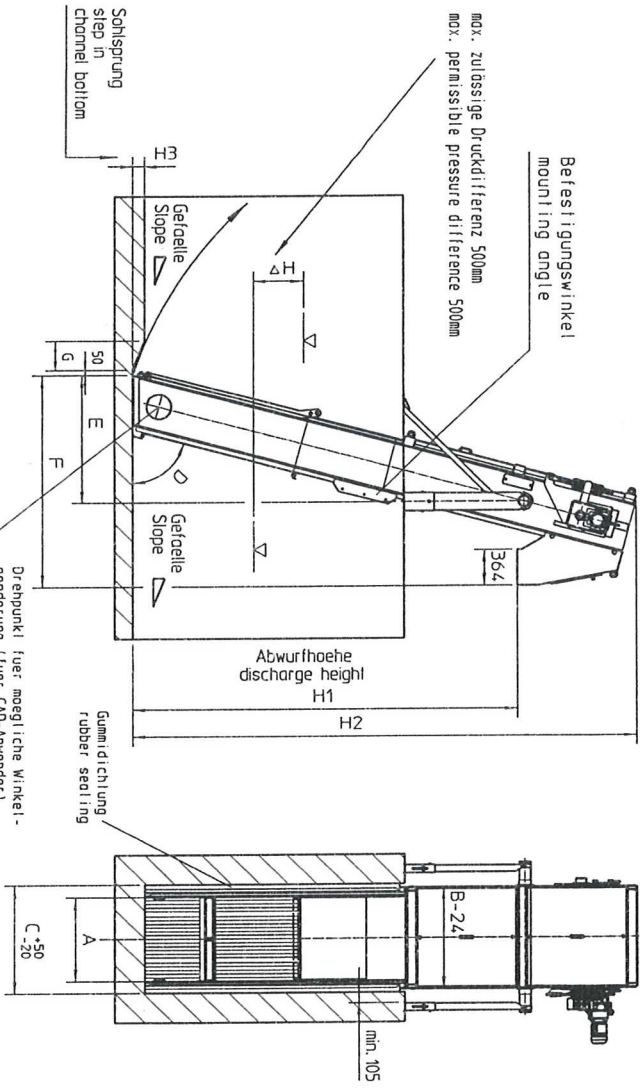 Befestigungswinkel
mounting angle
max. zulässige Druckdifferenz 500mm
max. permissible pressure difference 500mm
Sohlsprung
step in
channel bottom
H3
Gefaelle
Slope
ΔH
G
50
E
F
D
Gefaelle
Slope
364
Abwurfhoehe
discharge height
H1
H2
Drehpunkt fuer moegliche Winkel-
Gummidichtung
rubber sealing
B-24
A
C +50 -20
min. 105